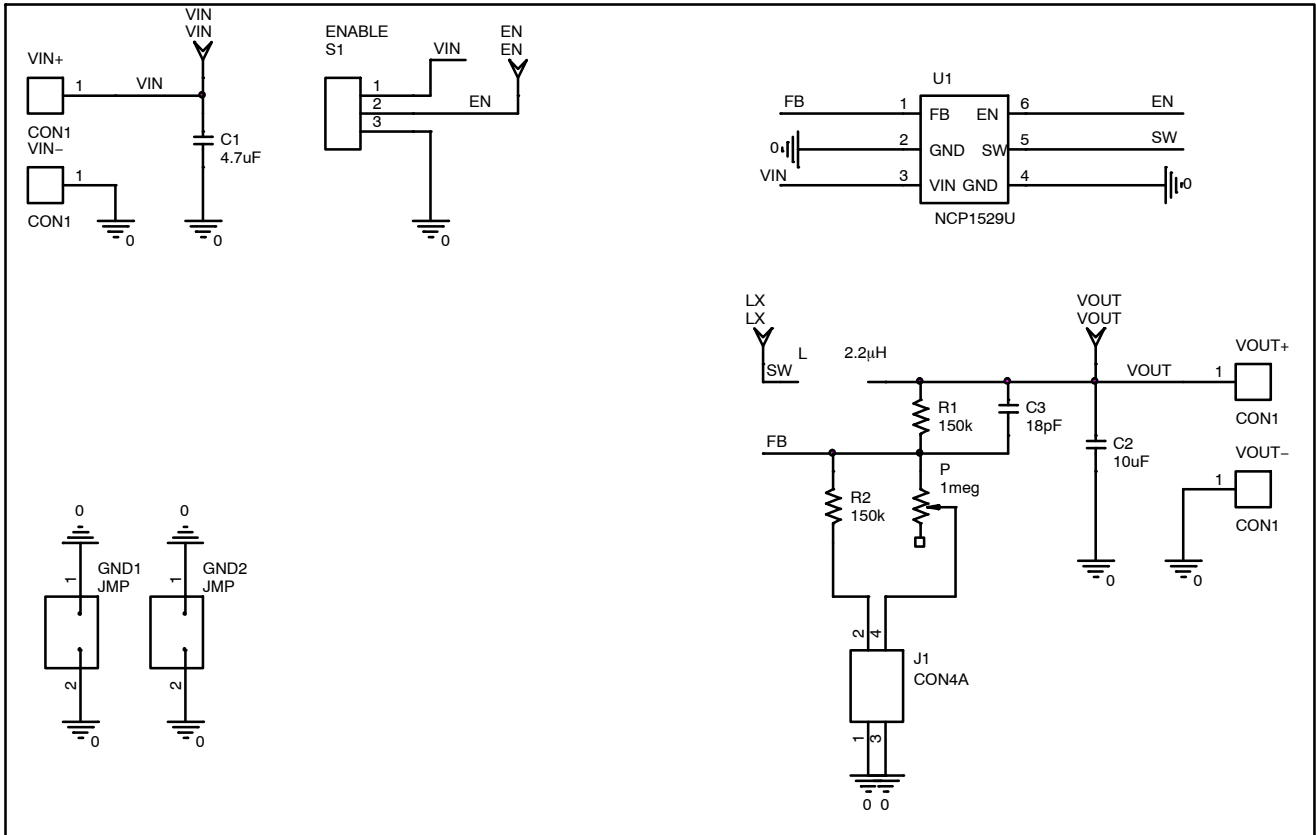 VIN
VIN
VIN+
1
VIN
CON1
C1
4.7uF
VIN−
1
CON1
0
0
ENABLE
S1
VIN
EN
EN
1
2
EN
3
0
U1
FB
1
FB
EN
6
EN
0
2
GND
SW
5
SW
VIN
3
VIN
GND
4
0
NCP1529U
LX
LX
SW
L
2.2µH
VOUT
VOUT
VOUT
1
VOUT+
CON1
R1
150k
C3
18pF
FB
C2
10uF
VOUT−
1
CON1
R2
150k
P
1meg
0
0
2
4
J1
CON4A
1
3
0 0
0
0
1
GND1
JMP
1
GND2
JMP
2
2
0
0